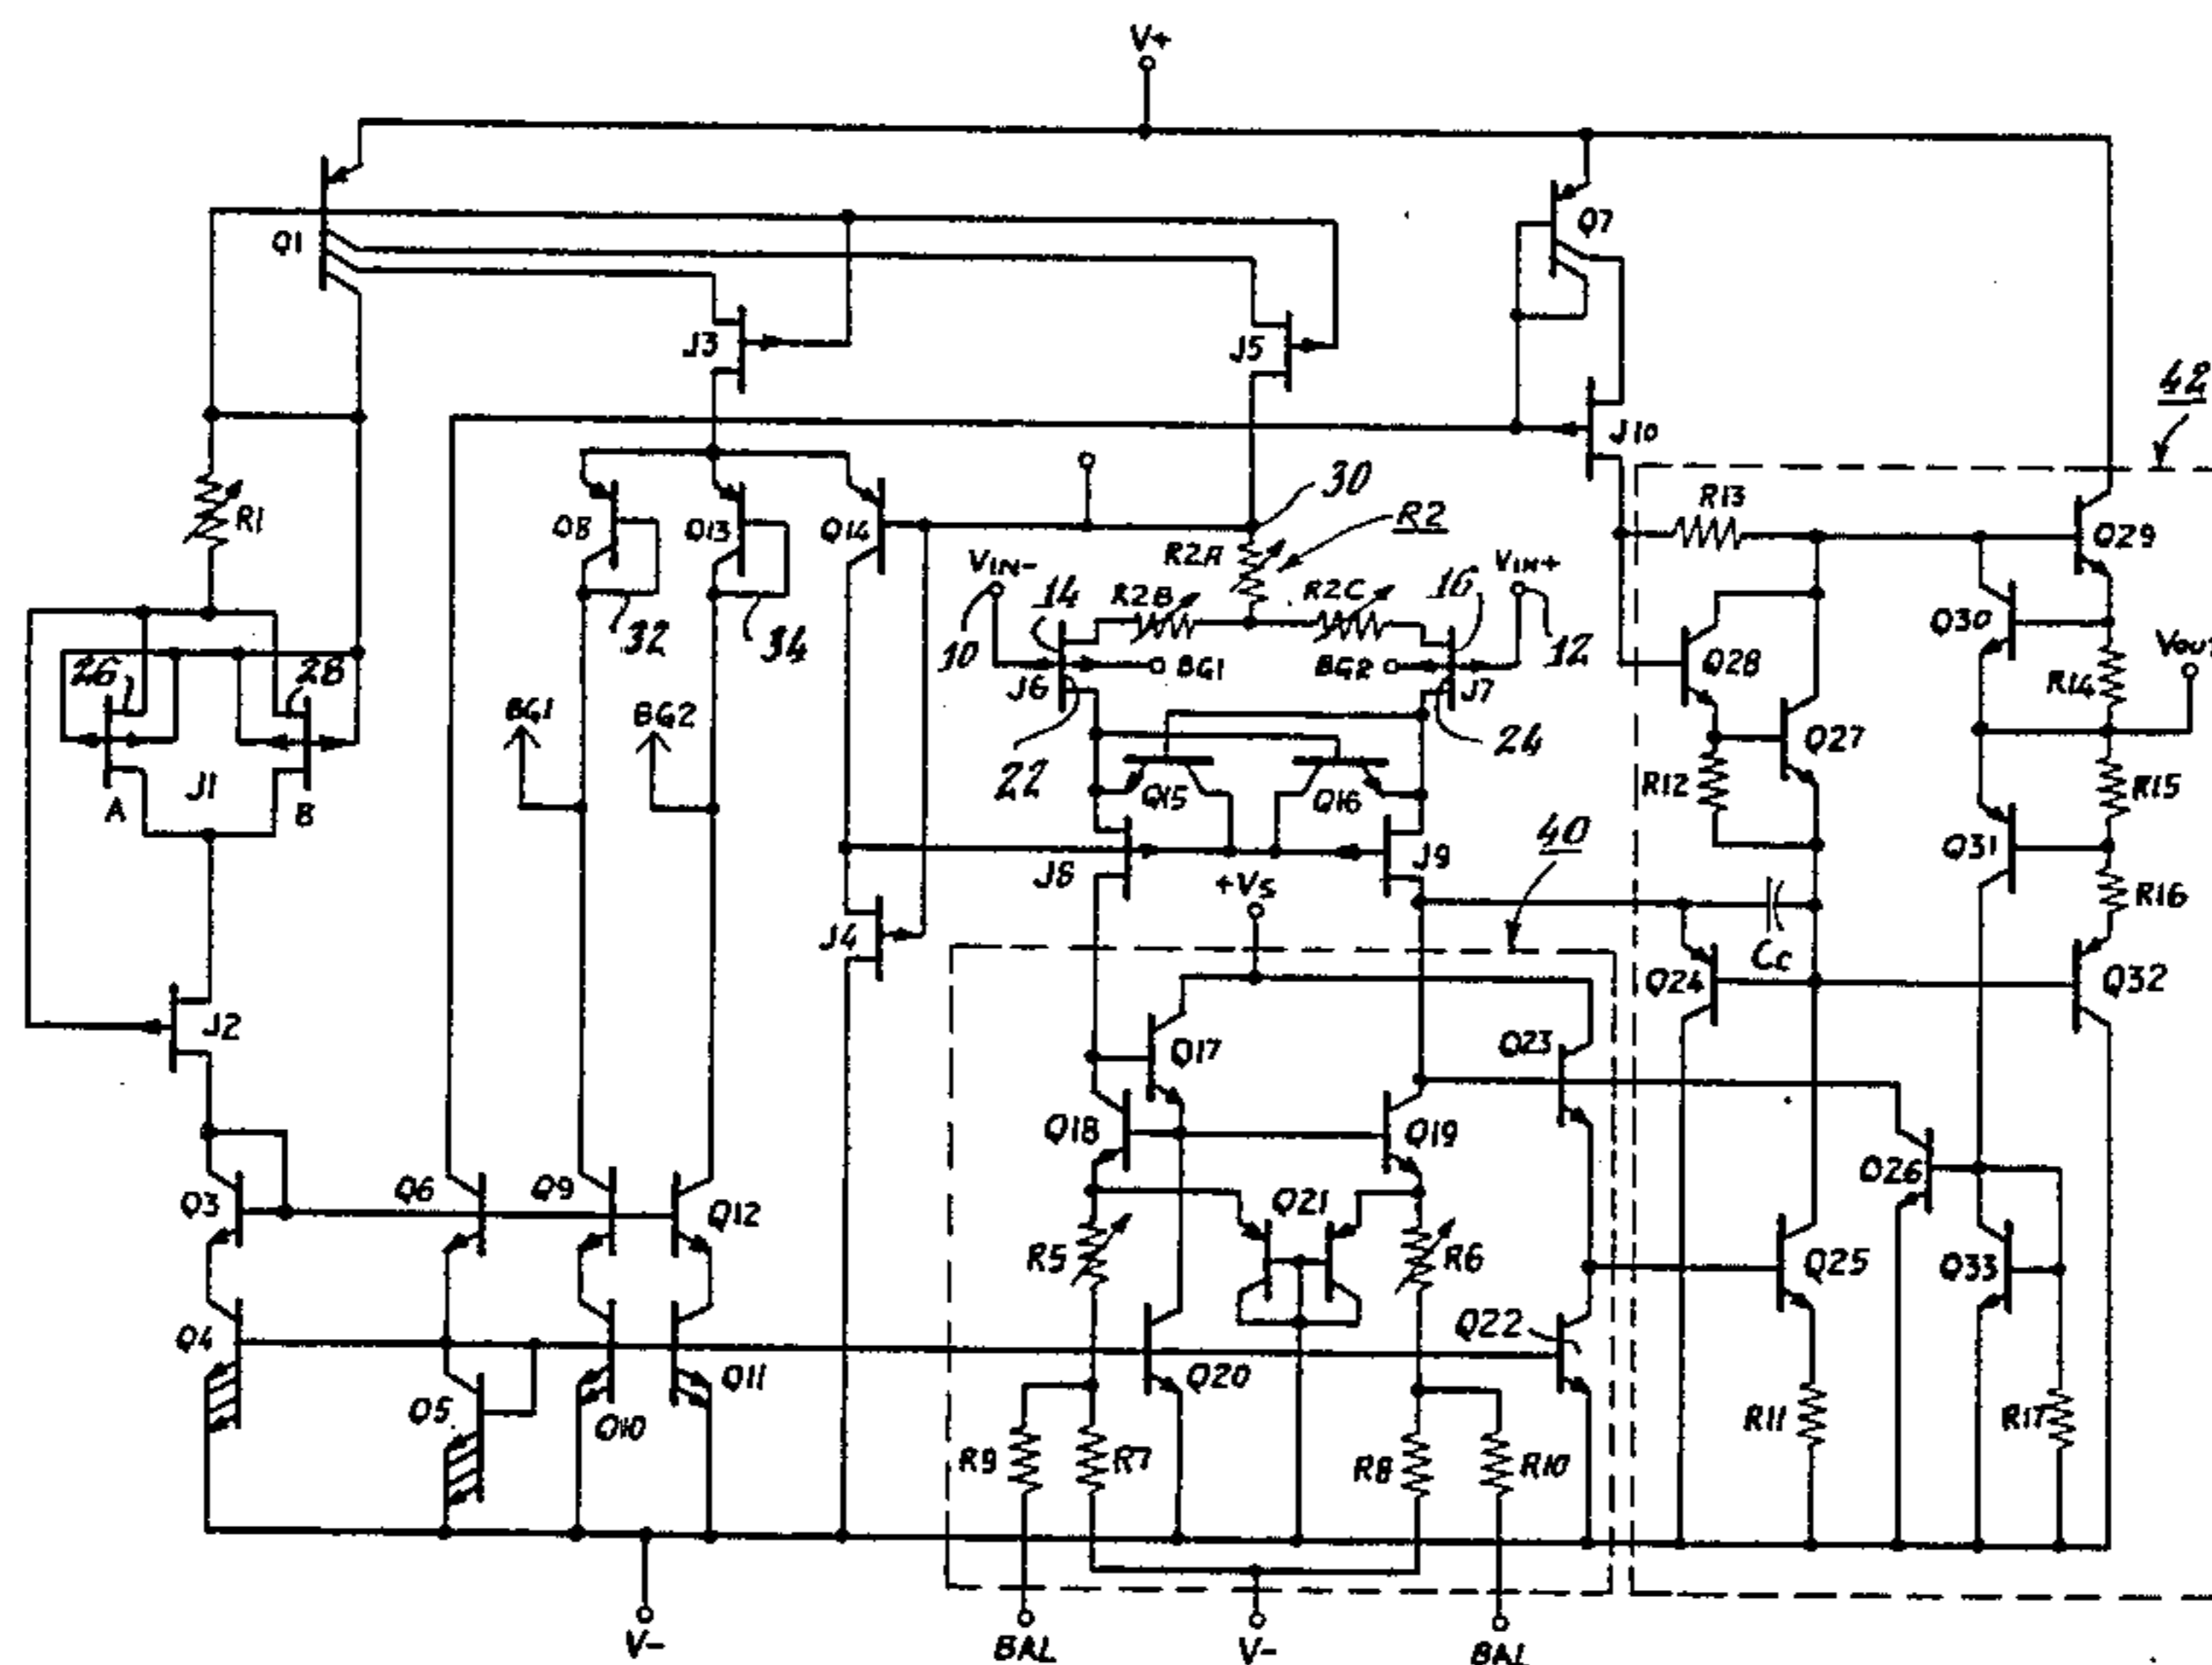 V+
Q1
Q7
J3
J5
42
J10
R1
30
R13
Q8
Q13
Q14
R2A
R2
Q29
VIN-
VIN+
14
R2B
R2C
16
Q30
10
32
34
12
26
28
BG1
BG2
Q28
VOUT
J6
J7
R14
BG1
BG2
22
24
Q27
J1
A
B
Q15
Q16
R12
R15
40
J8
J9
Q31
+VS
R16
J4
CC
Q24
Q32
J2
Q17
Q23
Q18
Q19
Q3
Q6
Q9
Q12
Q21
Q26
R5
R6
Q25
Q33
Q4
Q22
Q5
Q10
Q11
Q20
R11
R17
R9
R7
R8
R10
V-
BAL
V-
BAL